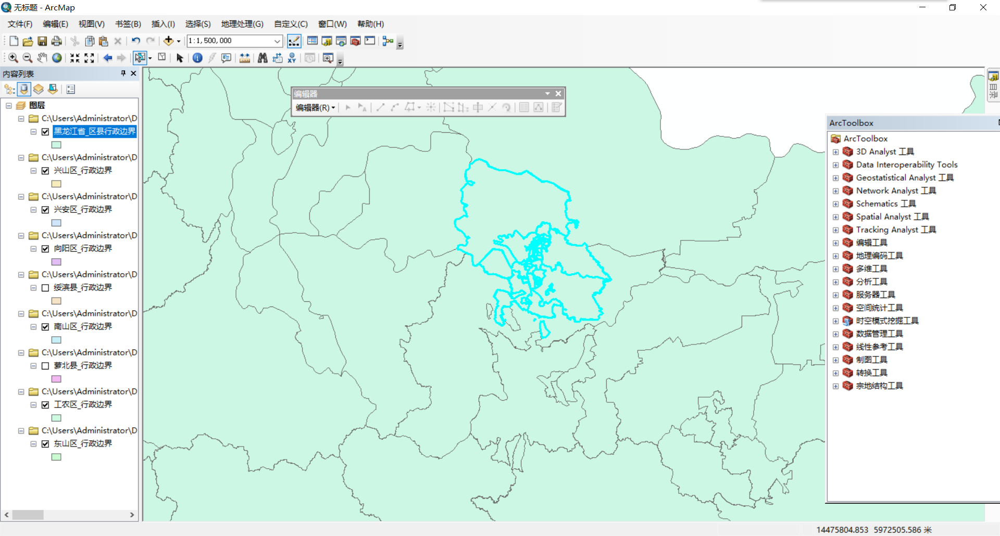 无标题 - ArcMap
文件(F) 编辑(E) 视图(V) 书签(B) 插入(I) 选择(S) 地理处理(G) 自定义(C) 窗口(W) 帮助(H)
1:1,500,000
内容列表
图层
C:\Users\Administrator\D
黑龙江省_区县行政边界
C:\Users\Administrator\D
兴山区_行政边界
C:\Users\Administrator\D
兴安区_行政边界
C:\Users\Administrator\D
向阳区_行政边界
C:\Users\Administrator\D
绥滨县_行政边界
C:\Users\Administrator\D
南山区_行政边界
C:\Users\Administrator\D
萝北县_行政边界
C:\Users\Administrator\D
工农区_行政边界
C:\Users\Administrator\D
东山区_行政边界
编辑器
编辑器(R)
目录
ArcToolbox
ArcToolbox
3D Analyst 工具
Data Interoperability Tools
Geostatistical Analyst 工具
Network Analyst 工具
Schematics 工具
Spatial Analyst 工具
Tracking Analyst 工具
编辑工具
地理编码工具
多维工具
分析工具
服务器工具
空间统计工具
时空模式挖掘工具
数据管理工具
线性参考工具
制图工具
转换工具
宗地结构工具
14475804.853 5972505.586 米